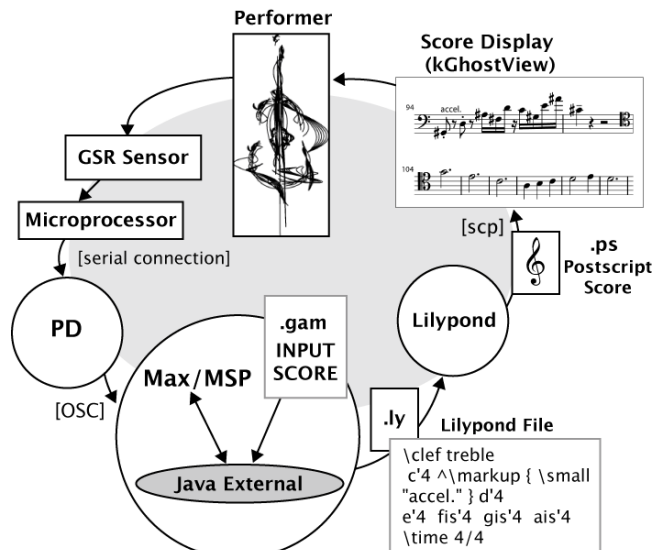 Performer
Score Display
(kGhostView)
94
accel.
104
GSR Sensor
Microprocessor
[serial connection]
[scp]
.ps
Postscript
Score
PD
Lilypond
.gam
INPUT
SCORE
Max/MSP
[OSC]
.ly
Lilypond File
Java External
\clef treble
c'4 ^\markup { \small
"accel." } d'4
e'4 fis'4 gis'4 ais'4
\time 4/4